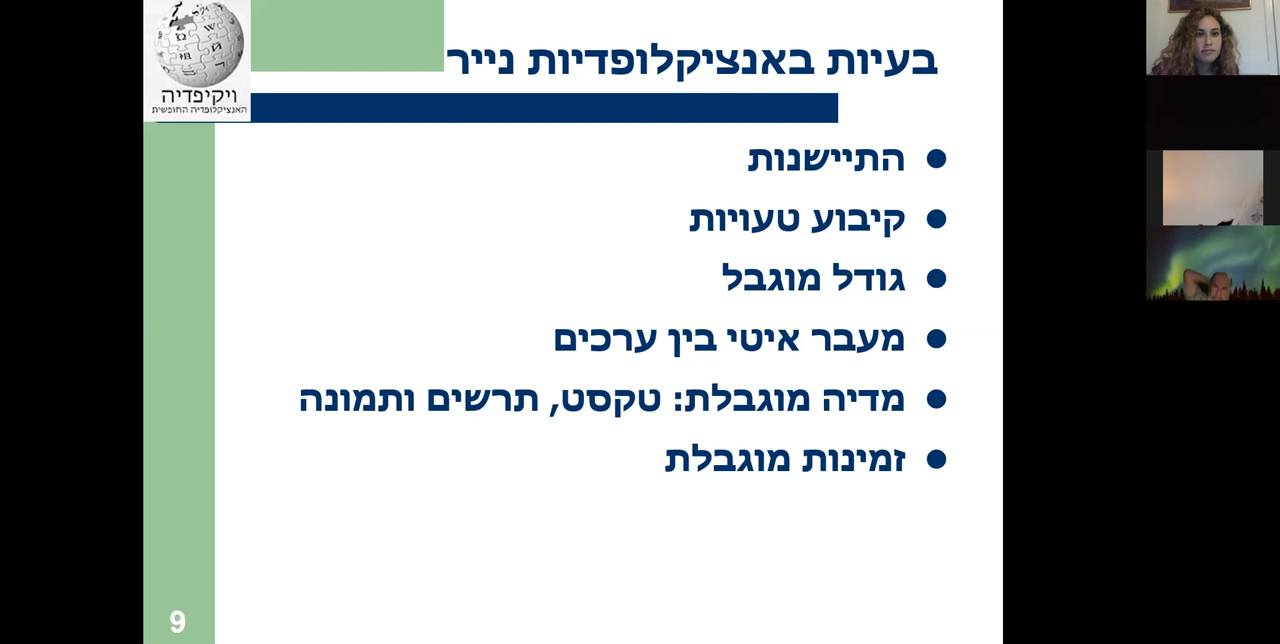 בעיות באנציקלופדיות נייר
ויקיפדיה
האנציקלופדיה החופשית
התיישנות
קיבוע טעויות
גודל מוגבל
מעבר איטי בין ערכים
מדיה מוגבלת: טקסט, תרשים ותמונה
זמינות מוגבלת
9